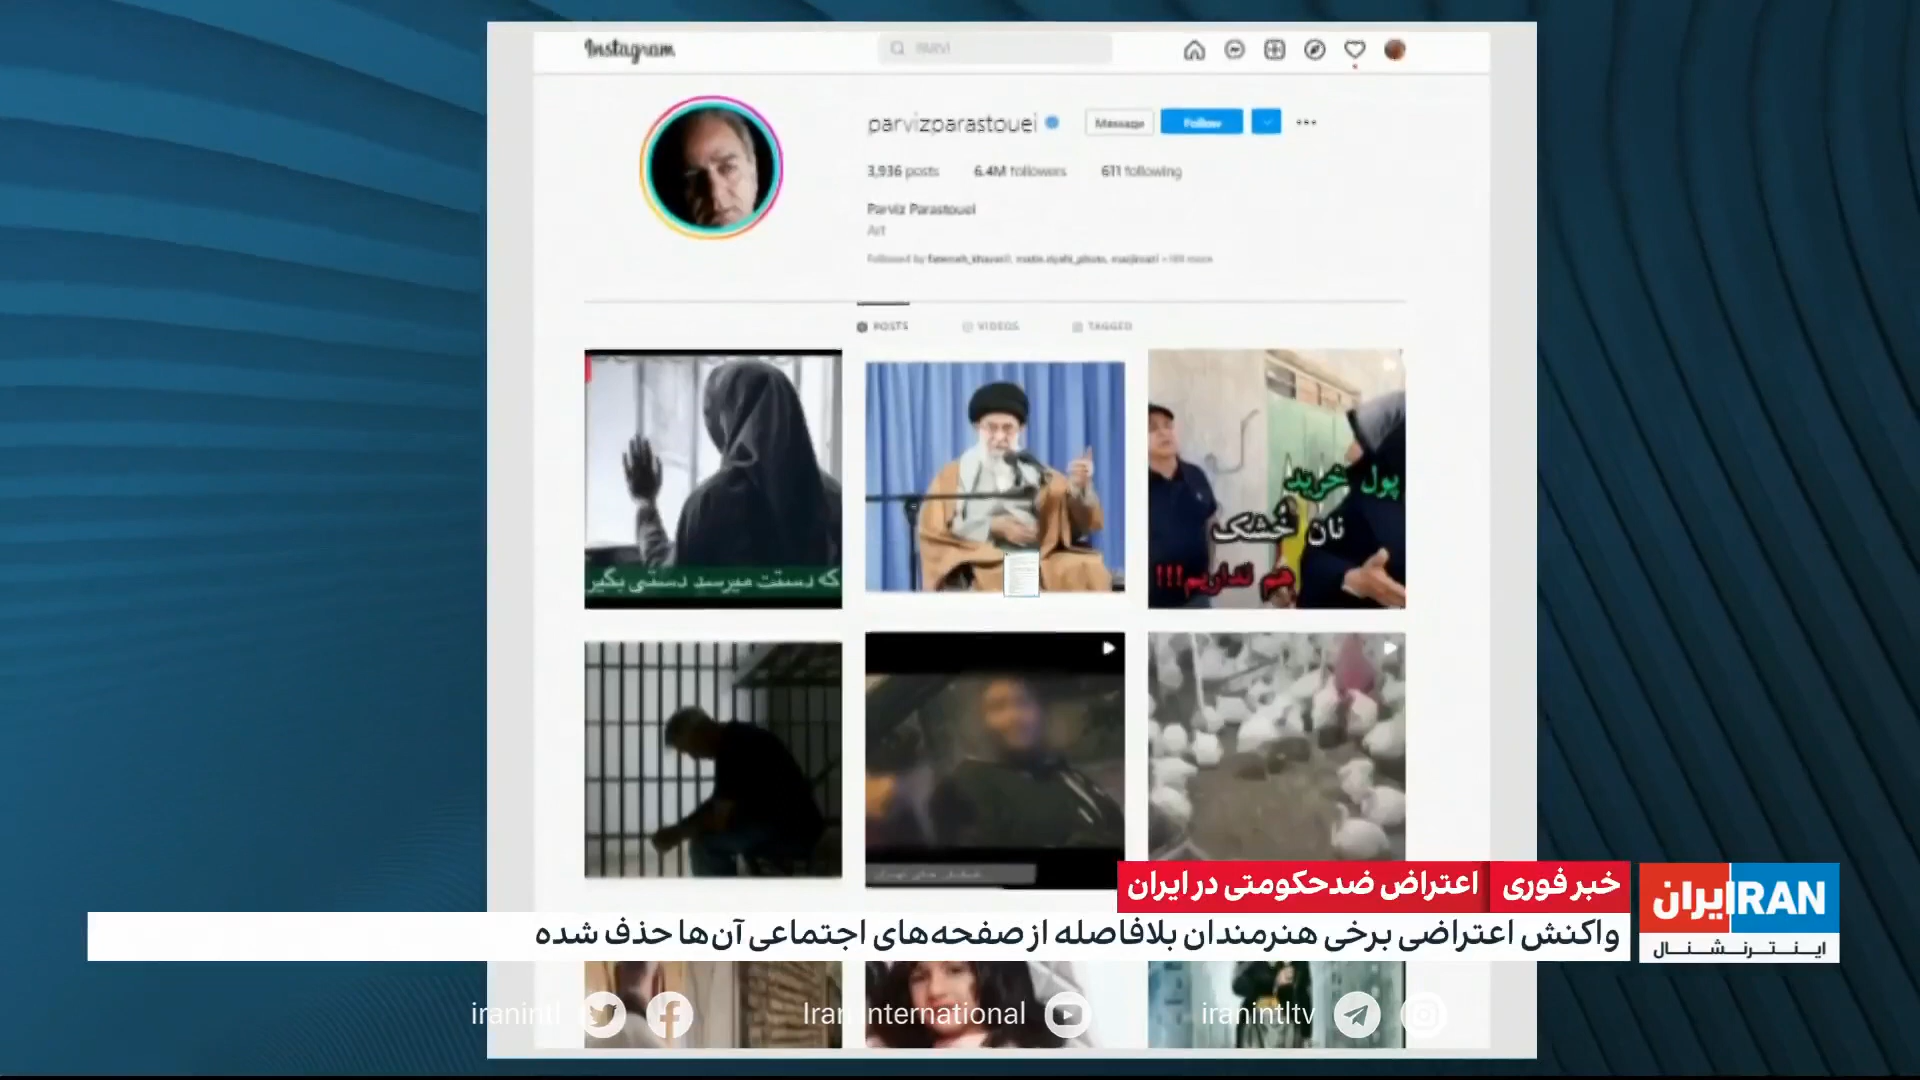 Instagram
parvizparastouei
Message
Follow
3,936 posts
6.4M followers
611 following
Parviz Parastouei
Art
Followed by
POSTS
VIDEOS
TAGGED
که دستت میرسد دستی بگیر
پول خرید
نان خشک
هم نداریم!!!
خبر فوری
اعتراض ضدحکومتی در ایران
واکنش اعتراضی برخی هنرمندان بلافاصله از صفحه‌های اجتماعی آن‌ها حذف شده
ایران IRAN
اینترنشنال
iranintl
Iran International
iranintltv